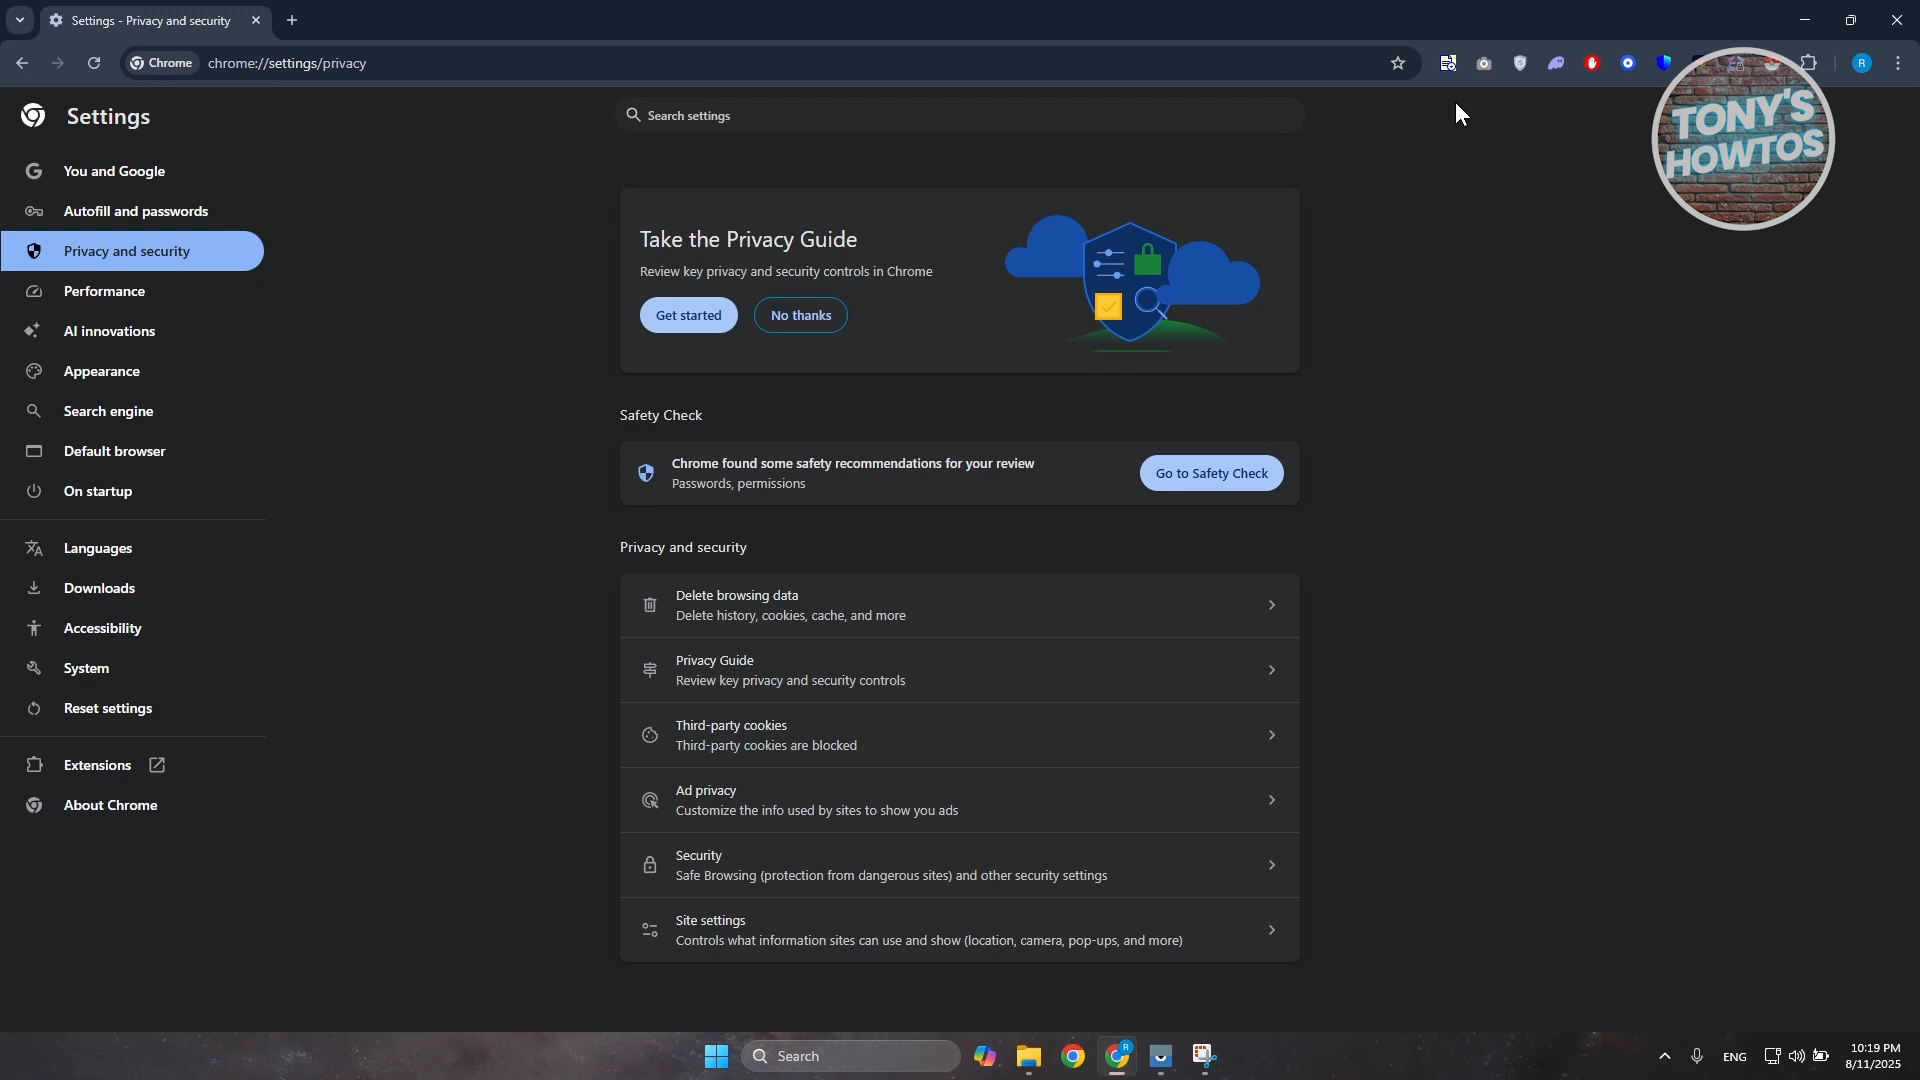 Settings - Privacy and security
Chrome
chrome://settings/privacy
R
TONY'S
HOWTOS
Settings
Search settings
You and Google
Autofill and passwords
Privacy and security
Performance
AI innovations
Appearance
Search engine
Default browser
On startup
Languages
Downloads
Accessibility
System
Reset settings
Extensions
About Chrome
Take the Privacy Guide
Review key privacy and security controls in Chrome
Get started
No thanks
Safety Check
Chrome found some safety recommendations for your review
Passwords, permissions
Go to Safety Check
Privacy and security
Delete browsing data
Delete history, cookies, cache, and more
Privacy Guide
Review key privacy and security controls
Third-party cookies
Third-party cookies are blocked
Ad privacy
Customize the info used by sites to show you ads
Security
Safe Browsing (protection from dangerous sites) and other security settings
Site settings
Controls what information sites can use and show (location, camera, pop-ups, and more)
Search
R
ENG
10:19 PM
8/11/2025